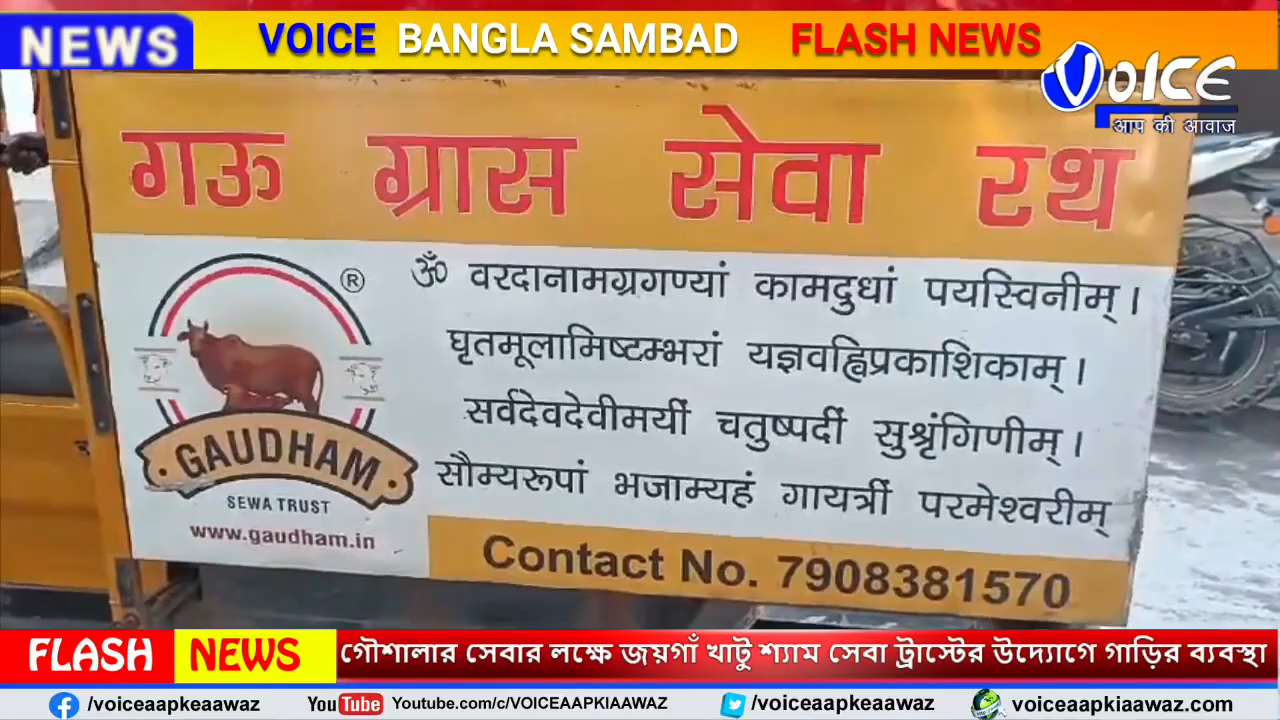 NEWS VOICE BANGLA SAMBAD FLASH NEWS
VOICE
आप की आवाज
गऊ ग्रास सेवा रथ
®
ॐ वरदानामग्रगण्यां कामदुधां पयस्विनीम्।
घृतमूलामिष्टम्भरां यज्ञवह्विप्रकाशिकाम्।
सर्वदेवदेवीमयीं चतुष्पदीं सुश्रृंगिणीम्।
सौम्यरूपां भजाम्यहं गायत्रीं परमेश्वरीम्
GAUDHAM
SEWA TRUST
www.gaudham.in
Contact No. 7908381570
FLASH NEWS গৌশালার সেবার লক্ষে জয়গাঁ খাটু শ্যাম সেবা ট্রাস্টের উদ্যোগে গাড়ির ব্যবস্থা
/voiceaapkeaawaz YouTube Youtube.com/c/VOICEAAPKIAAWAZ /voiceaapkeaawaz voiceaapkiaawaz.com